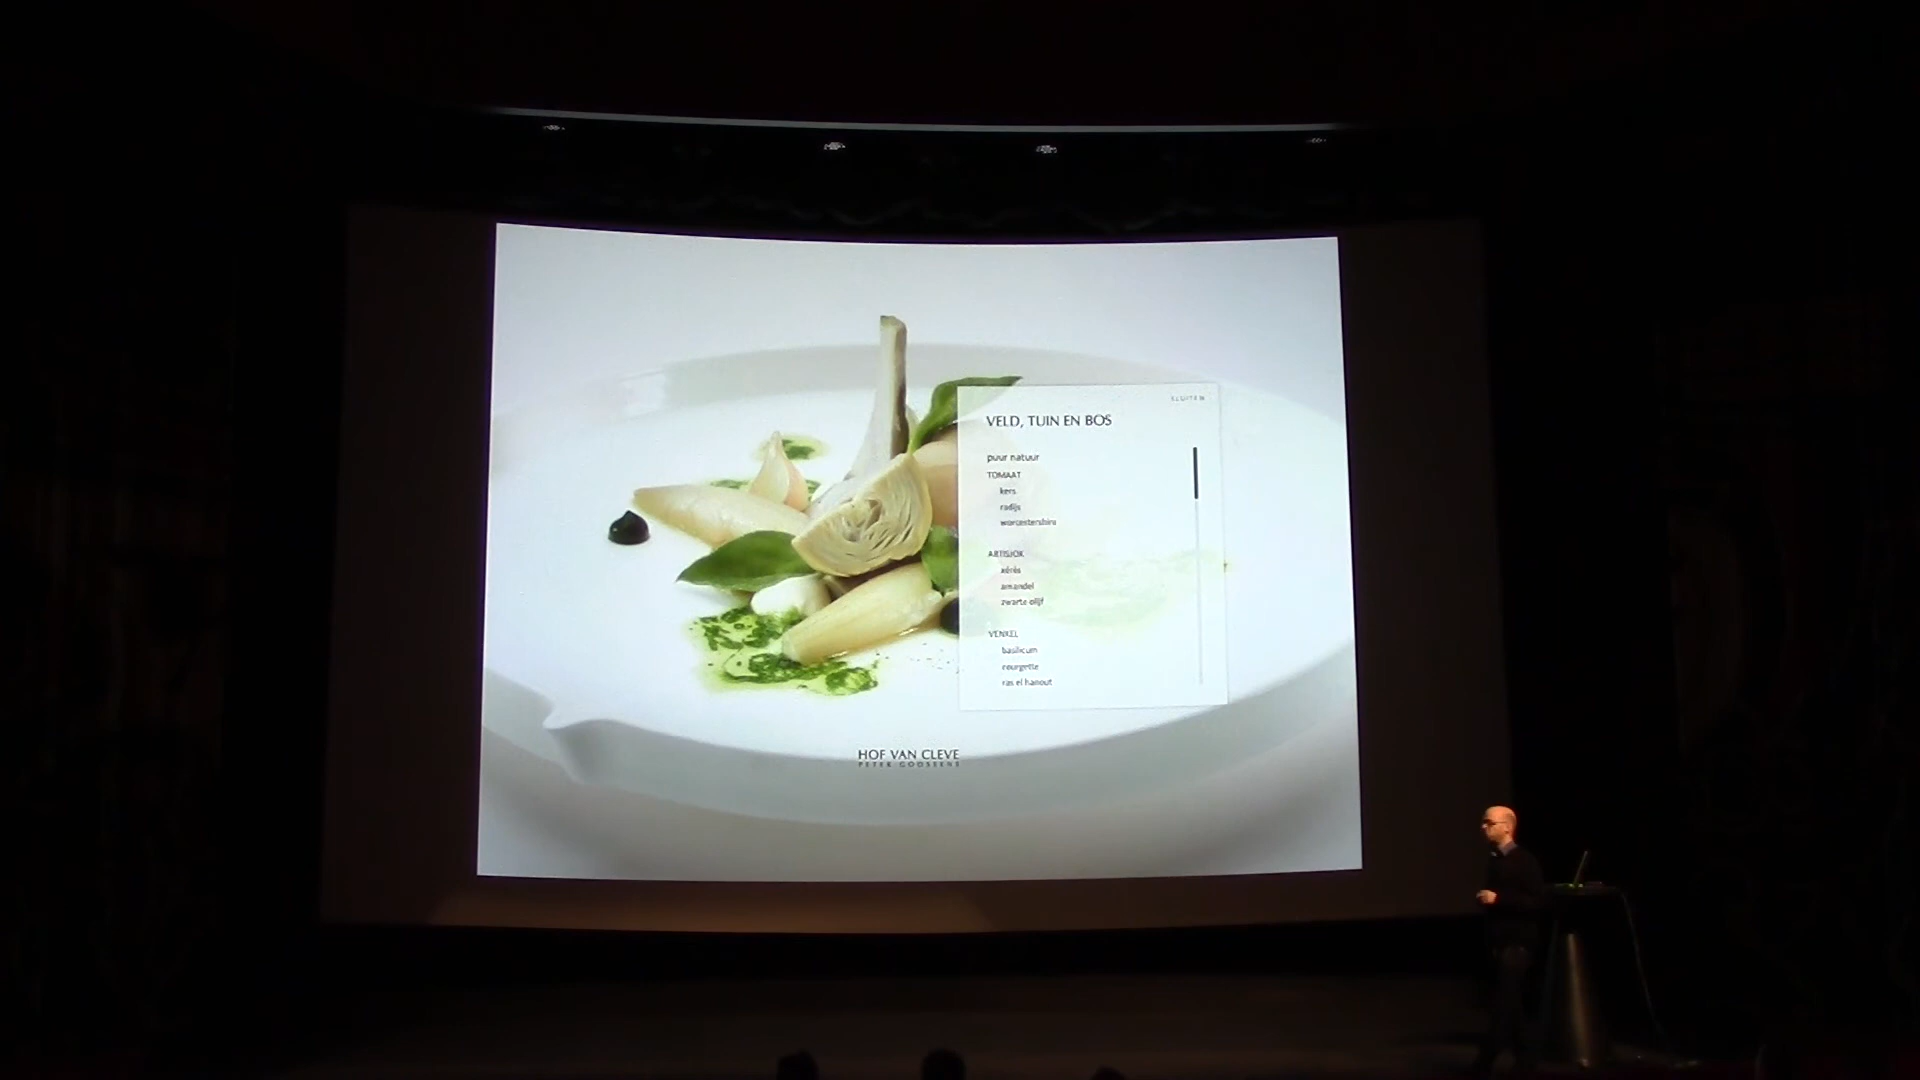 SLUITEN
VELD, TUIN EN BOS
puur natuur
TOMAAT
kers
radijs
worcestershire
ARTISJOK
xérès
amandel
zwarte olijf
VENKEL
basilicum
courgette
ras el hanout
HOF VAN CLEVE
PETER GOOSSENS